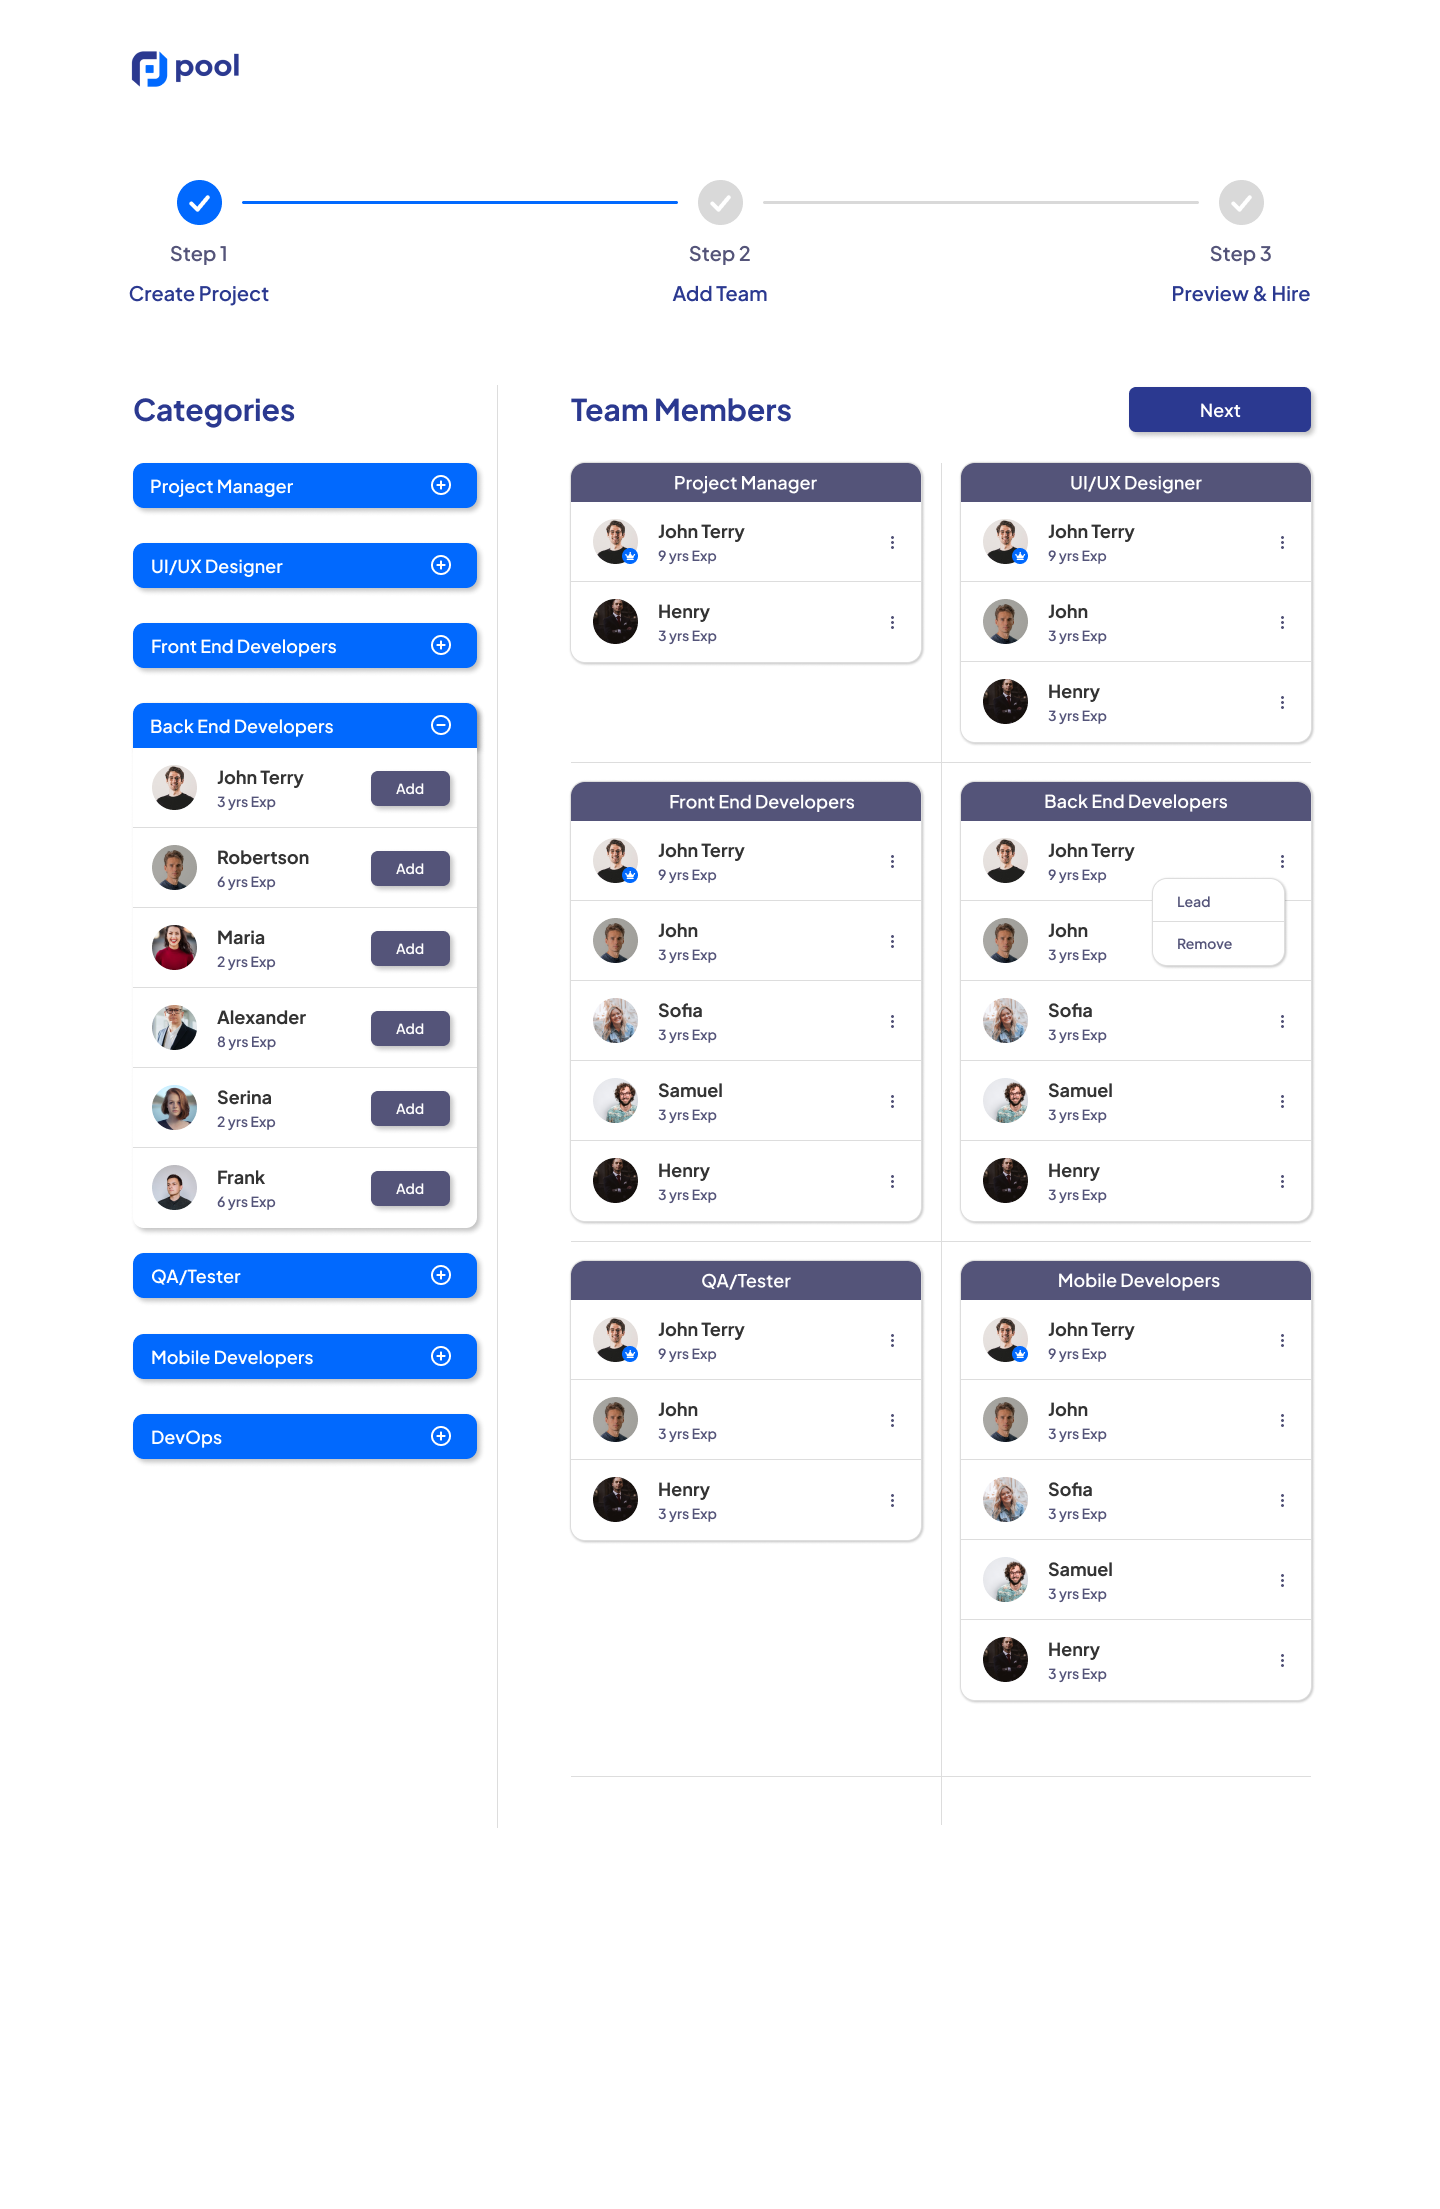 pool
Step 1
Create Project
Step 2
Add Team
Step 3
Preview & Hire
Categories
Project Manager
UI/UX Designer
Front End Developers
Back End Developers
John Terry
3 yrs Exp
Add
Robertson
6 yrs Exp
Add
Maria
2 yrs Exp
Add
Alexander
8 yrs Exp
Add
Serina
2 yrs Exp
Add
Frank
6 yrs Exp
Add
QA/Tester
Mobile Developers
DevOps
Team Members
Next
Project Manager
John Terry
9 yrs Exp
Henry
3 yrs Exp
UI/UX Designer
John Terry
9 yrs Exp
John
3 yrs Exp
Henry
3 yrs Exp
Front End Developers
John Terry
9 yrs Exp
John
3 yrs Exp
Sofia
3 yrs Exp
Samuel
3 yrs Exp
Henry
3 yrs Exp
Back End Developers
John Terry
9 yrs Exp
Lead
Remove
John
3 yrs Exp
Sofia
3 yrs Exp
Samuel
3 yrs Exp
Henry
3 yrs Exp
QA/Tester
John Terry
9 yrs Exp
John
3 yrs Exp
Henry
3 yrs Exp
Mobile Developers
John Terry
9 yrs Exp
John
3 yrs Exp
Sofia
3 yrs Exp
Samuel
3 yrs Exp
Henry
3 yrs Exp